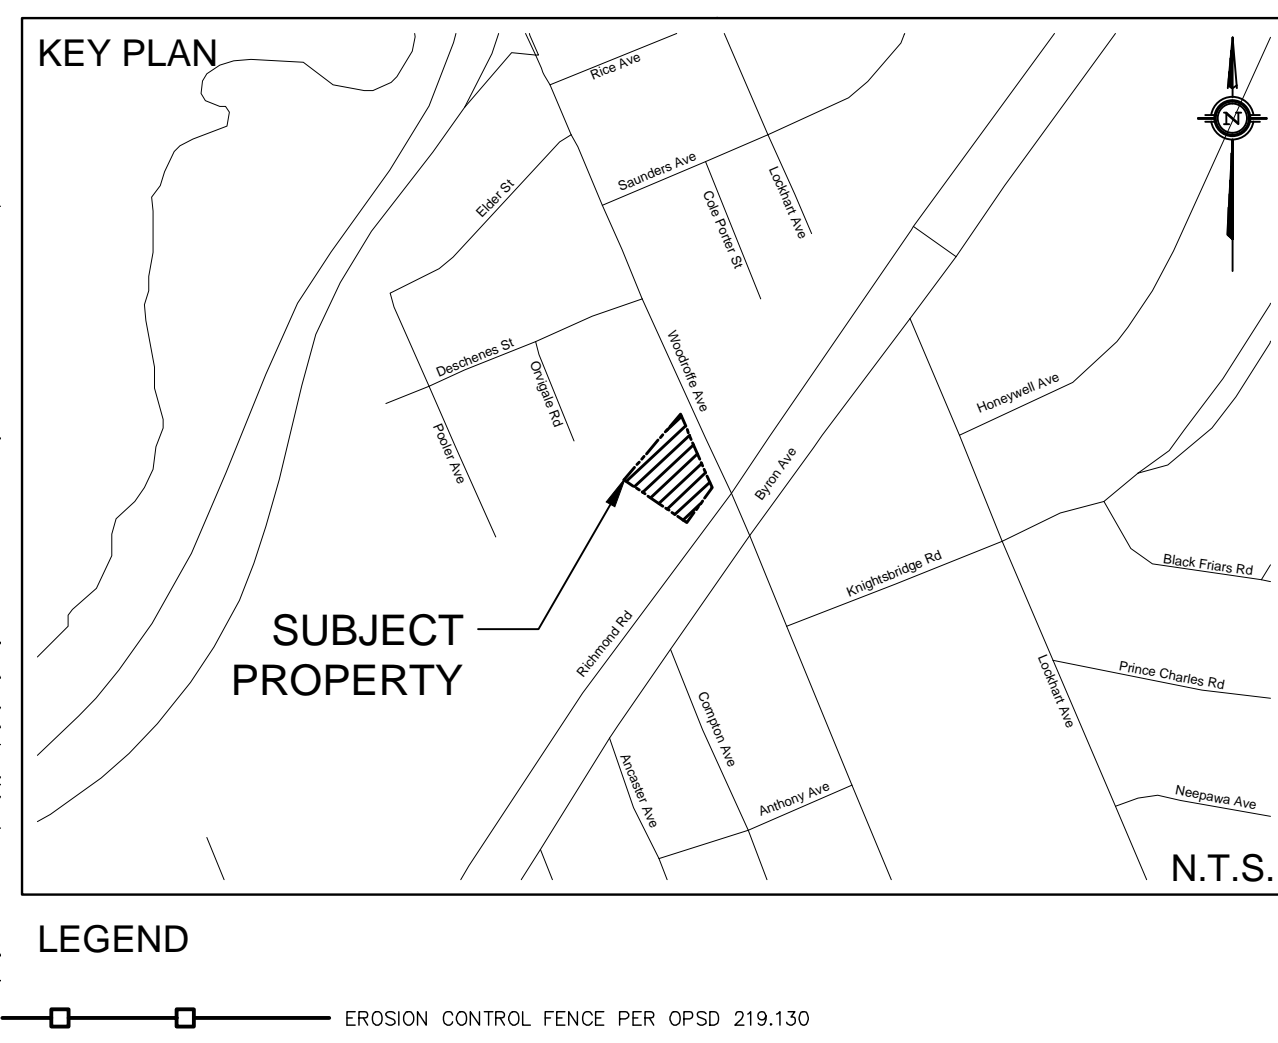 KEY PLAN
Rice Ave
N
Saunders Ave
Lockhart Ave
Elder St
Cole Porter St
Woodroffe Ave
Deschenes St
Orvigale Rd
Honeywell Ave
Pooler Ave
Byron Ave
Knightsbridge Rd
Black Friars Rd
SUBJECT
PROPERTY
Richmond Rd
Lockhart Ave
Prince Charles Rd
Compton Ave
Ancaster Ave
Anthony Ave
Neepawa Ave
N.T.S.
LEGEND
EROSION CONTROL FENCE PER OPSD 219.130